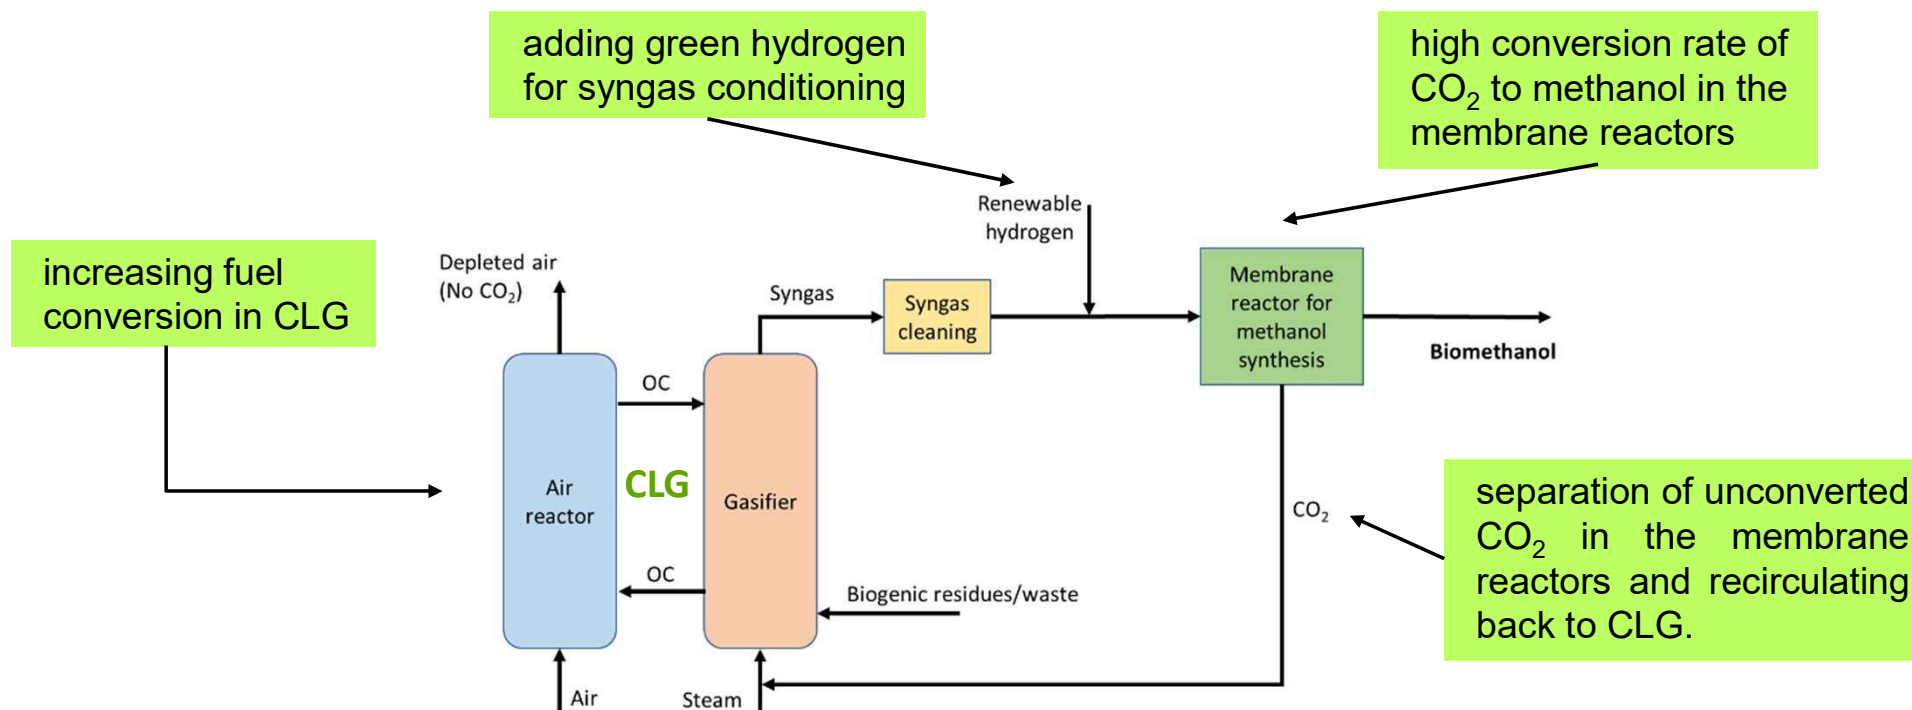 adding green hydrogen
for syngas conditioning
high conversion rate of
CO₂ to methanol in the
membrane reactors
increasing fuel
conversion in CLG
Depleted air
(No CO₂)
Renewable
hydrogen
Syngas
Syngas
cleaning
Membrane
reactor for
methanol
synthesis
Biomethanol
OC
Air
reactor
CLG
Gasifier
OC
Biogenic residues/waste
CO₂
separation of unconverted
CO₂ in the membrane
reactors and recirculating
back to CLG.
Air
Steam